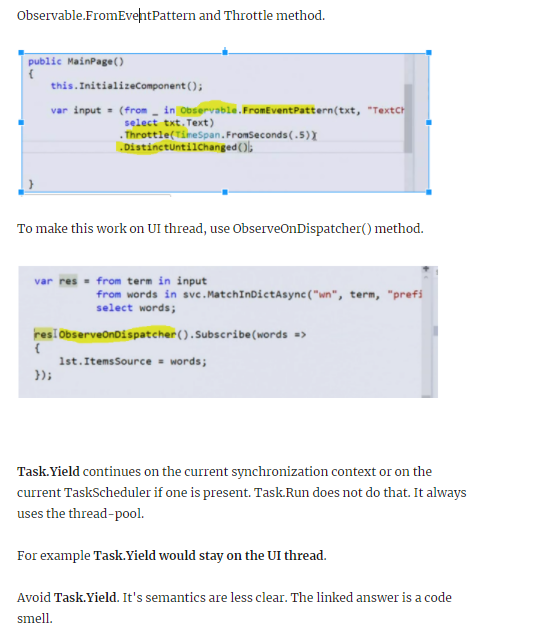 Observable.FromEventPattern and Throttle method.
public MainPage()
{
this.InitializeComponent();
var input = (from _ in Observable.FromEventPattern(txt, "TextCh
select txt.Text)
.Throttle(TimeSpan.FromSeconds(.5))
.DistinctUntilChanged();
}
To make this work on UI thread, use ObserveOnDispatcher() method.
var res = from term in input
from words in svc.MatchInDictAsync("wn", term, "prefi
select words;
res.ObserveOnDispatcher().Subscribe(words =>
{
lst.ItemsSource = words;
});
Task.Yield continues on the current synchronization context or on the
current TaskScheduler if one is present. Task.Run does not do that. It always
uses the thread-pool.
For example Task.Yield would stay on the UI thread.
Avoid Task.Yield. It's semantics are less clear. The linked answer is a code
smell.